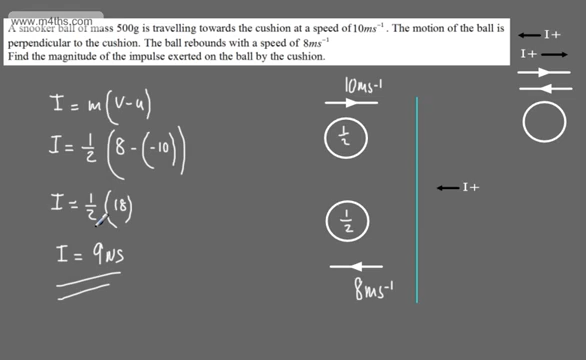 www.m4ths.com
A snooker ball of mass 500g is travelling towards the cushion at a speed of 10ms⁻¹. The motion of the ball is
perpendicular to the cushion. The ball rebounds with a speed of 8ms⁻¹
Find the magnitude of the impulse exerted on the ball by the cushion.
I+
I+
10ms⁻¹
I = m(v-u)
1/2
I = 1/2 (8 - (-10))
I+
I = 1/2 (18)
1/2
I = 9Ns
8ms⁻¹